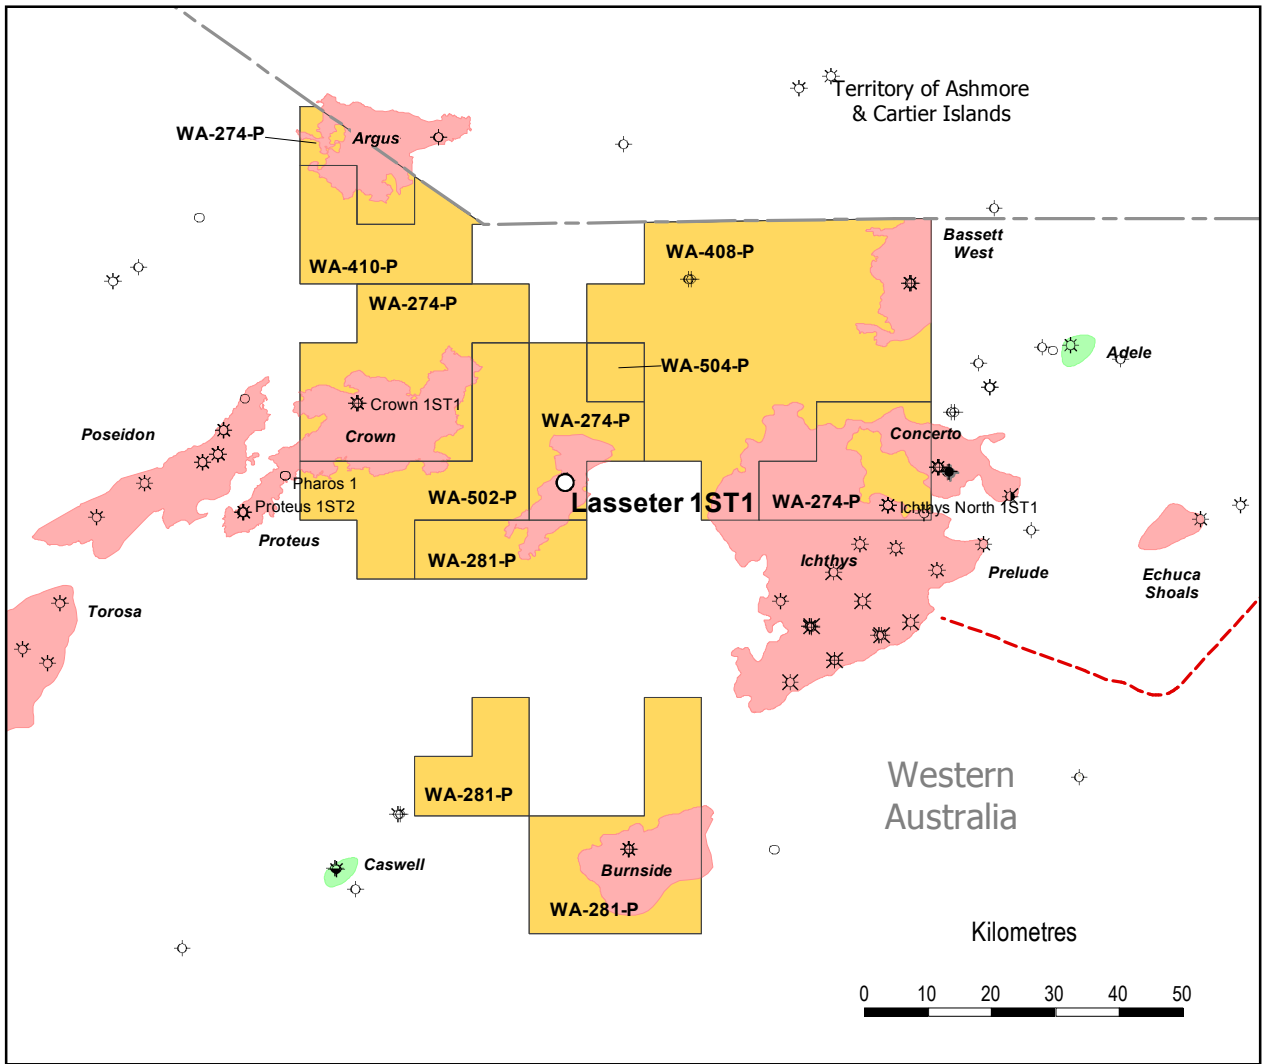 Territory of Ashmore
& Cartier Islands
WA-274-P
Argus
Bassett
West
WA-408-P
WA-410-P
WA-274-P
Adele
WA-504-P
Crown 1ST1
WA-274-P
Poseidon
Crown
Concerto
Pharos 1
WA-502-P
Lasseter 1ST1
WA-274-P
Proteus 1ST2
Ichthys North 1ST1
Proteus
WA-281-P
Ichthys
Prelude
Echuca
Shoals
Torosa
Western
Australia
WA-281-P
Caswell
Burnside
WA-281-P
Kilometres
0 10 20 30 40 50